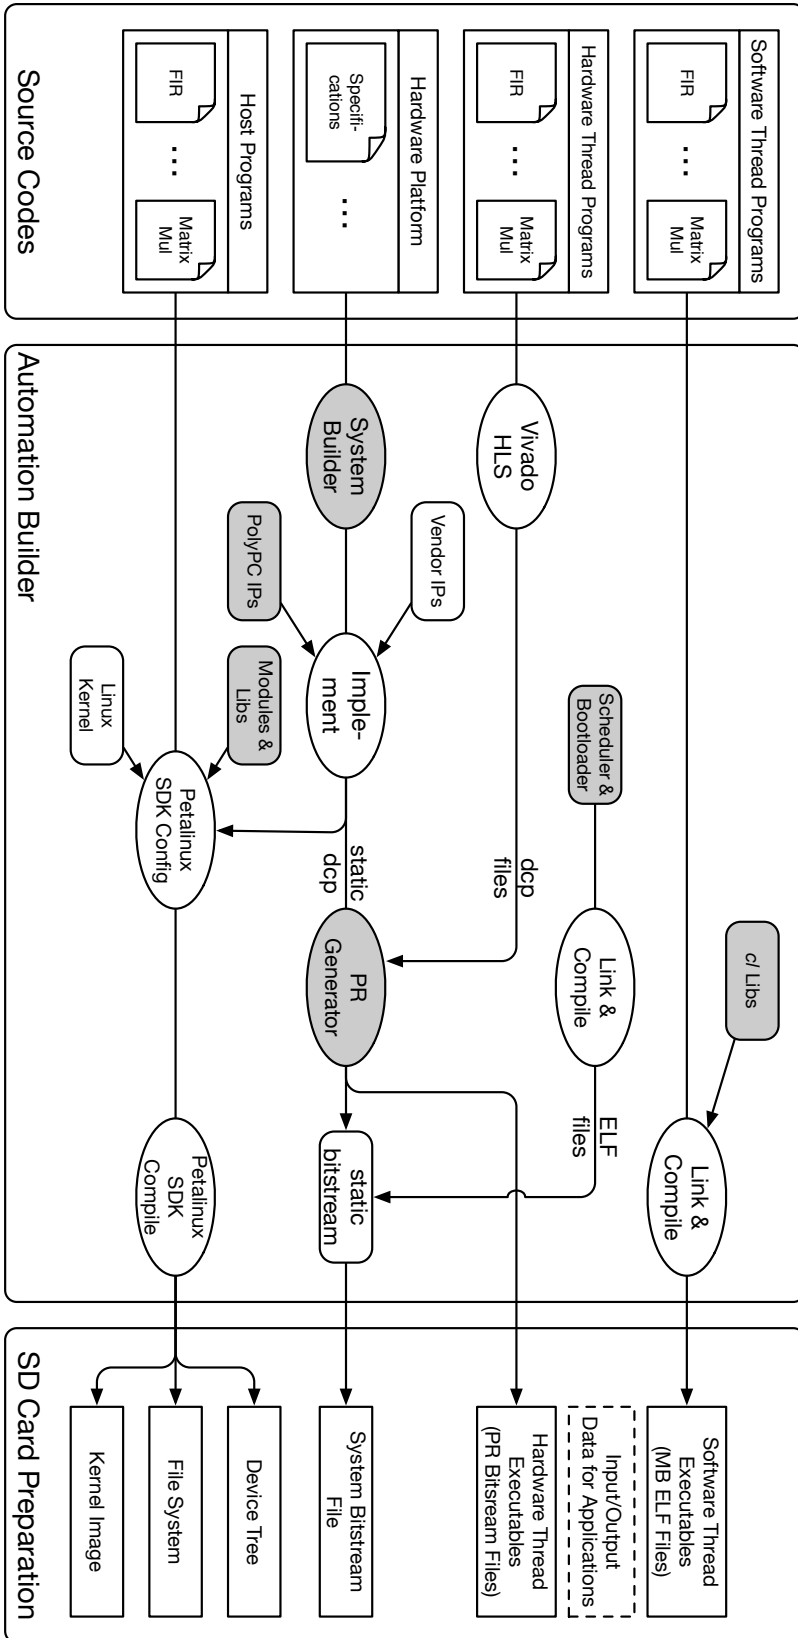 Source Codes
Software Thread Programs
FIR
...
Matrix
Mul
Hardware Thread Programs
FIR
...
Matrix
Mul
Hardware Platform
Specifi-
cations
...
Host Programs
FIR
...
Matrix
Mul
Automation Builder
cl Libs
Link &
Compile
Scheduler &
Bootloader
Link &
Compile
ELF
files
Vivado
HLS
dcp
files
Vendor IPs
System
Builder
PolyPC IPs
Imple-
ment
static
dcp
PR
Generator
static
bitstream
Modules &
Libs
Linux
Kernel
Petalinux
SDK Config
Petalinux
SDK
Compile
SD Card Preparation
Software Thread
Executables
(MB ELF Files)
Input/Output
Data for Applications
Hardware Thread
Executables
(PR Bitsream Files)
System Bitstream
File
Device Tree
File System
Kernel Image